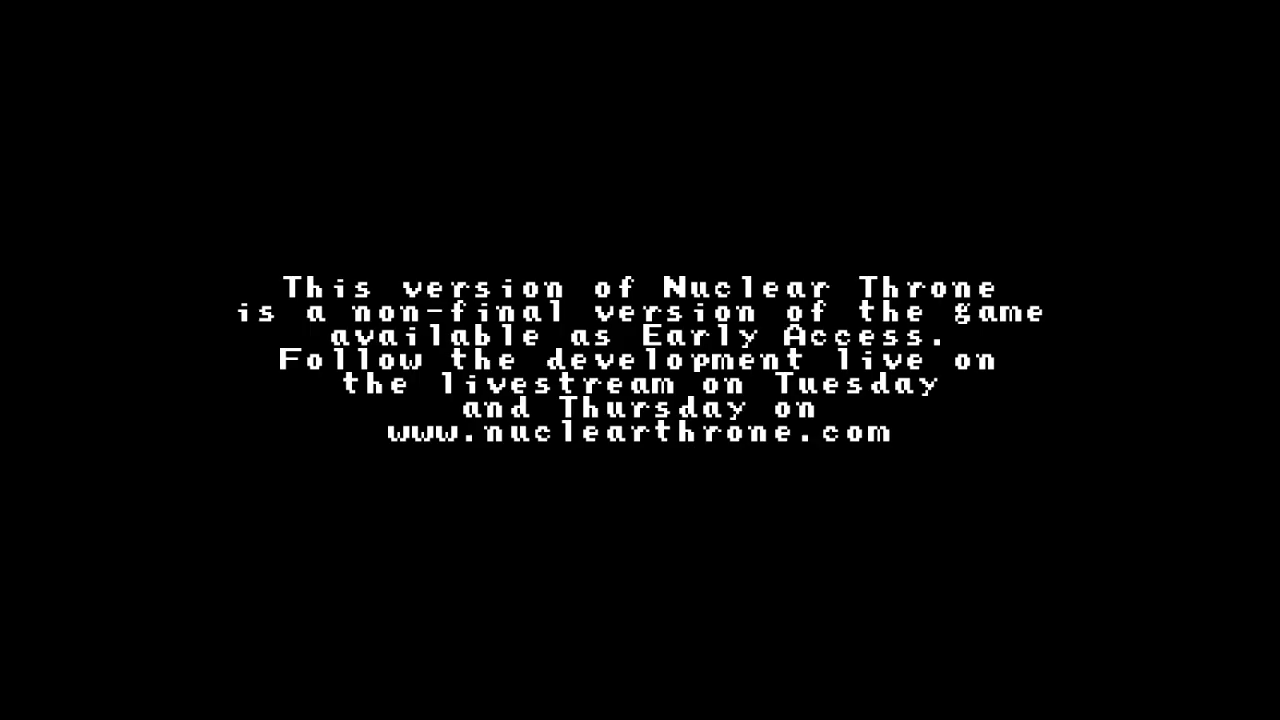 This version of Nuclear Throne
is a non-final version of the game
available as Early Access.
Follow the development live on
the livestream on Tuesday
and Thursday on
www.nuclearthrone.com